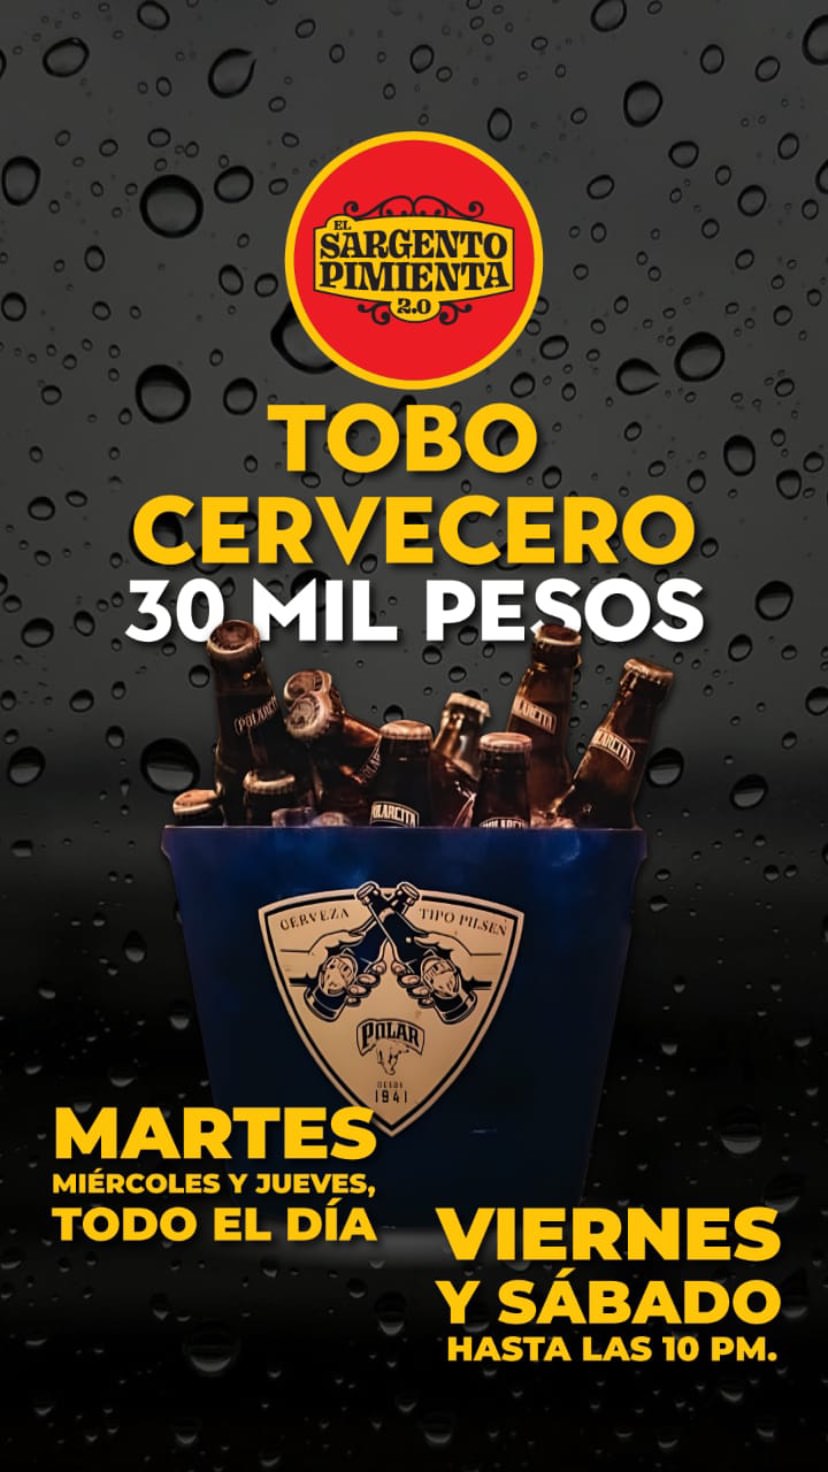 EL
SARGENTO
PIMIENTA
2.0
TOBO
CERVECERO
30 MIL PESOS
POLARCITA
POLARCITA
CERVEZA TIPO PILSEN
POLAR
DESDE
1941
MARTES
MIÉRCOLES Y JUEVES,
TODO EL DÍA
VIERNES
Y SÁBADO
HASTA LAS 10 PM.